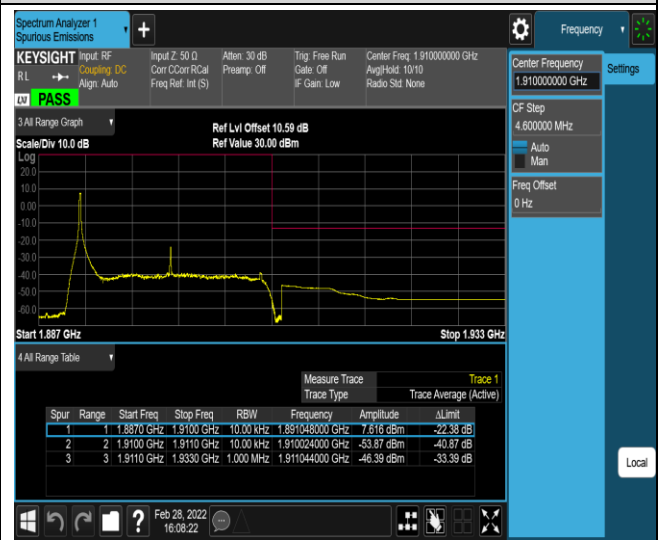 Spectrum Analyzer 1
Spurious Emissions
+
Frequency
KEYSIGHT Input: RF Input Z: 50 Ω Atten: 30 dB Trig: Free Run Center Freq: 1.910000000 GHz
RL Coupling: DC Corr CCorr RCal Preamp: Off Gate: Off Avg|Hold: 10/10
Align: Auto Freq Ref: Int (S) IF Gain: Low Radio Std: None
LXI PASS
3 All Range Graph
Ref Lvl Offset 10.59 dB
Scale/Div 10.0 dB Ref Value 30.00 dBm
Log
20.0
10.0
0.00
-10.0
-20.0
-30.0
-40.0
-50.0
-60.0
Start 1.887 GHz Stop 1.933 GHz
4 All Range Table
Measure Trace Trace 1
Trace Type Trace Average (Active)
Spur Range Start Freq Stop Freq RBW Frequency Amplitude ΔLimit
1 1 1.8870 GHz 1.9100 GHz 10.00 kHz 1.891048000 GHz 7.616 dBm -22.38 dB
2 2 1.9100 GHz 1.9110 GHz 10.00 kHz 1.910024000 GHz -53.87 dBm -40.87 dB
3 3 1.9110 GHz 1.9330 GHz 1.000 MHz 1.911044000 GHz -46.39 dBm -33.39 dB
Center Frequency
1.910000000 GHz
Settings
CF Step
4.600000 MHz
Auto
Man
Freq Offset
0 Hz
Local
?
Feb 28, 2022
16:08:22